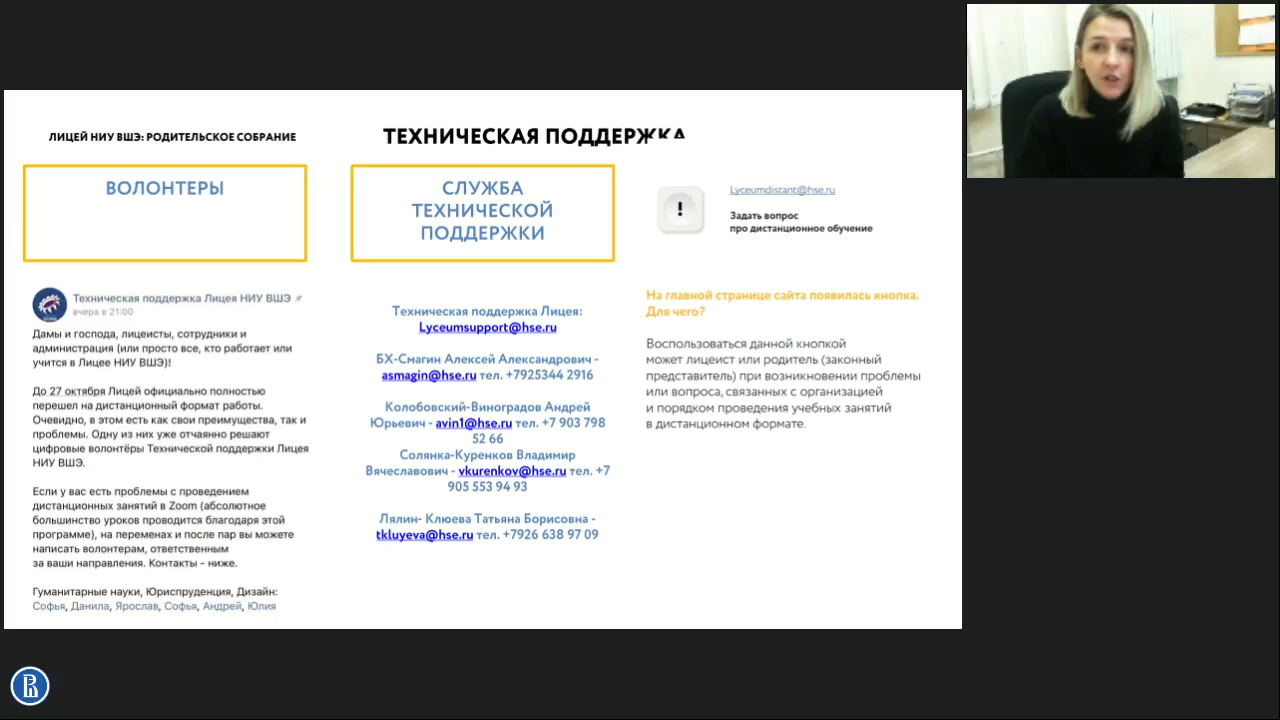 ЛИЦЕЙ НИУ ВШЭ: РОДИТЕЛЬСКОЕ СОБРАНИЕ
ТЕХНИЧЕСКАЯ ПОДДЕРЖКА
ВОЛОНТЕРЫ
Техническая поддержка Лицея НИУ ВШЭ
вчера в 21:00
Дамы и господа, лицеисты, сотрудники и
администрация (или просто все, кто работает или
учится в Лицее НИУ ВШЭ)!
До 27 октября Лицей официально полностью
перешел на дистанционный формат работы.
Очевидно, в этом есть как свои преимущества, так и
проблемы. Одну из них уже отчаянно решают
цифровые волонтёры Технической поддержки Лицея
НИУ ВШЭ.
Если у вас есть проблемы с проведением
дистанционных занятий в Zoom (абсолютное
большинство уроков проводится благодаря этой
программе), на переменах и после пар вы можете
написать волонтерам, ответственным
за ваши направления. Контакты – ниже.
Гуманитарные науки, Юриспруденция, Дизайн:
Софья, Данила, Ярослав, Софья, Андрей, Юлия
СЛУЖБА
ТЕХНИЧЕСКОЙ
ПОДДЕРЖКИ
Техническая поддержка Лицея:
Lyceumsupport@hse.ru
БХ-Смагин Алексей Александрович -
asmagin@hse.ru тел. +7925344 2916
Колобовский-Виноградов Андрей
Юрьевич - avin1@hse.ru тел. +7 903 798
52 66
Солянка-Куренков Владимир
Вячеславович - vkurenkov@hse.ru тел. +7
905 553 94 93
Лялин- Клюева Татьяна Борисовна -
tkluyeva@hse.ru тел. +7926 638 97 09
!
Lyceumdistant@hse.ru
Задать вопрос
про дистанционное обучение
На главной странице сайта появилась кнопка.
Для чего?
Воспользоваться данной кнопкой
может лицеист или родитель (законный
представитель) при возникновении проблемы
или вопроса, связанных с организацией
и порядком проведения учебных занятий
в дистанционном формате.